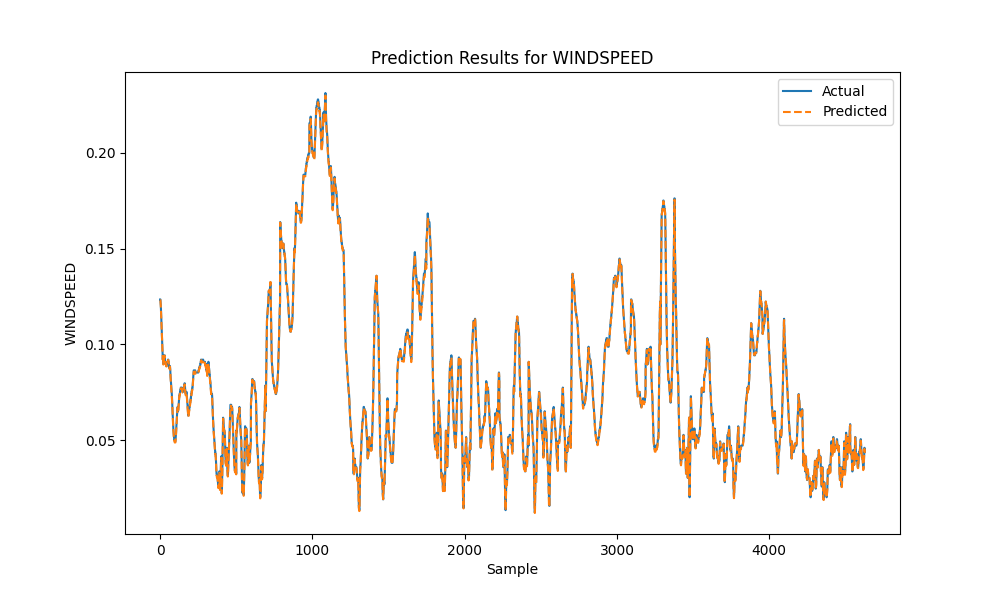 Prediction Results for WINDSPEED
Actual
Predicted
0.20
0.15
0.10
0.05
WINDSPEED
0 1000 2000 3000 4000
Sample